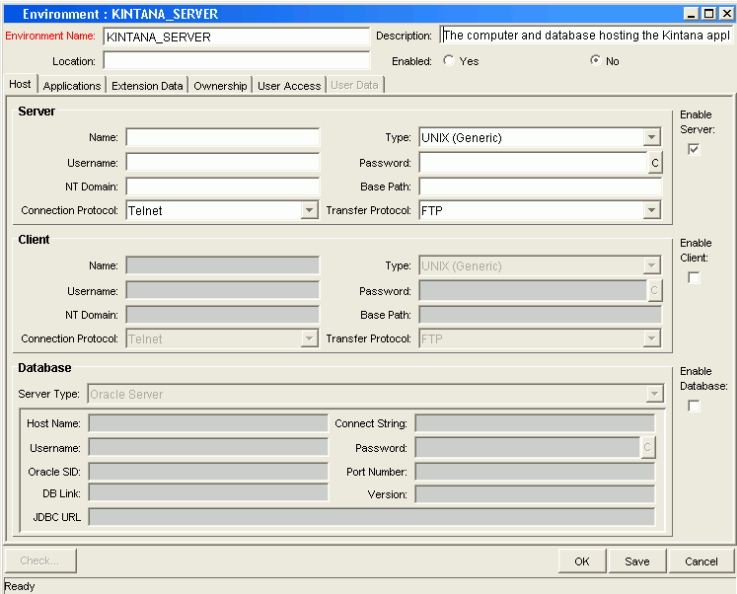 Environment : KINTANA_SERVER
Environment Name: KINTANA_SERVER Description: The computer and database hosting the Kintana appl
Location: Enabled: Yes No
Host Applications Extension Data Ownership User Access User Data
Server Enable Server:
Name: Type: UNIX (Generic)
Username: Password: C
NT Domain: Base Path:
Connection Protocol: Telnet Transfer Protocol: FTP
Client Enable Client:
Name: Type: UNIX (Generic)
Username: Password: C
NT Domain: Base Path:
Connection Protocol: Telnet Transfer Protocol: FTP
Database Enable Database:
Server Type: Oracle Server
Host Name: Connect String:
Username: Password: C
Oracle SID: Port Number:
DB Link: Version:
JDBC URL
Check... OK Save Cancel
Ready